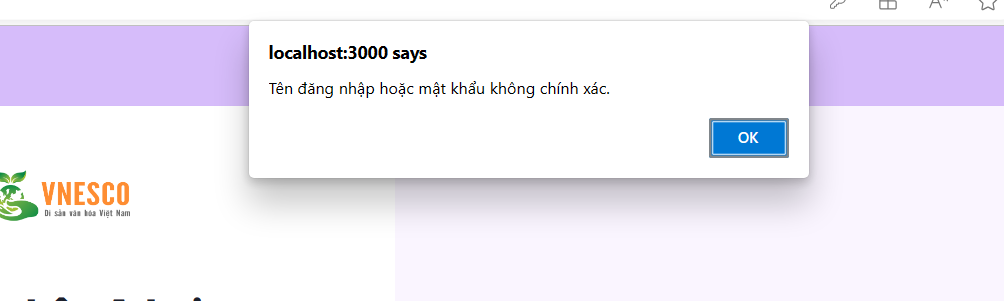 localhost:3000 says
Tên đăng nhập hoặc mật khẩu không chính xác.
OK
VNESCO
Di sản văn hóa Việt Nam